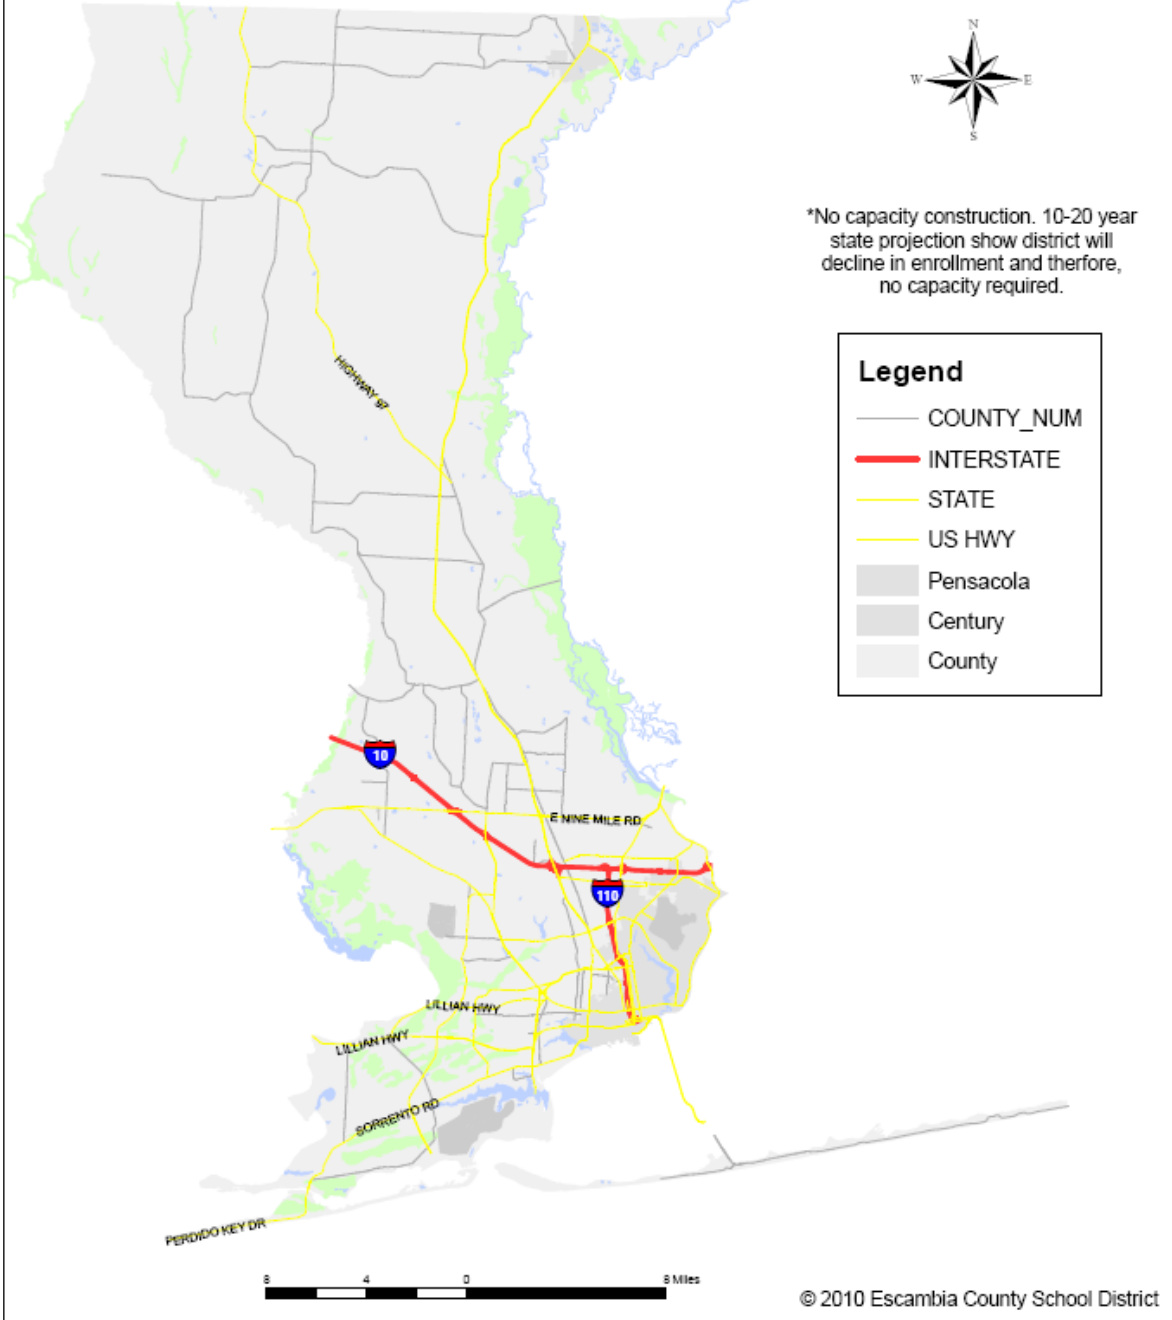 N
W
E
S
*No capacity construction. 10-20 year
state projection show district will
decline in enrollment and therfore,
no capacity required.
Legend
COUNTY_NUM
INTERSTATE
STATE
US HWY
Pensacola
Century
County
HIGHWAY 97
10
E NINE MILE RD
110
LILLIAN HWY
LILLIAN HWY
SORRENTO RD
PERDIDO KEY DR
8 4 0 8 Miles
© 2010 Escambia County School District